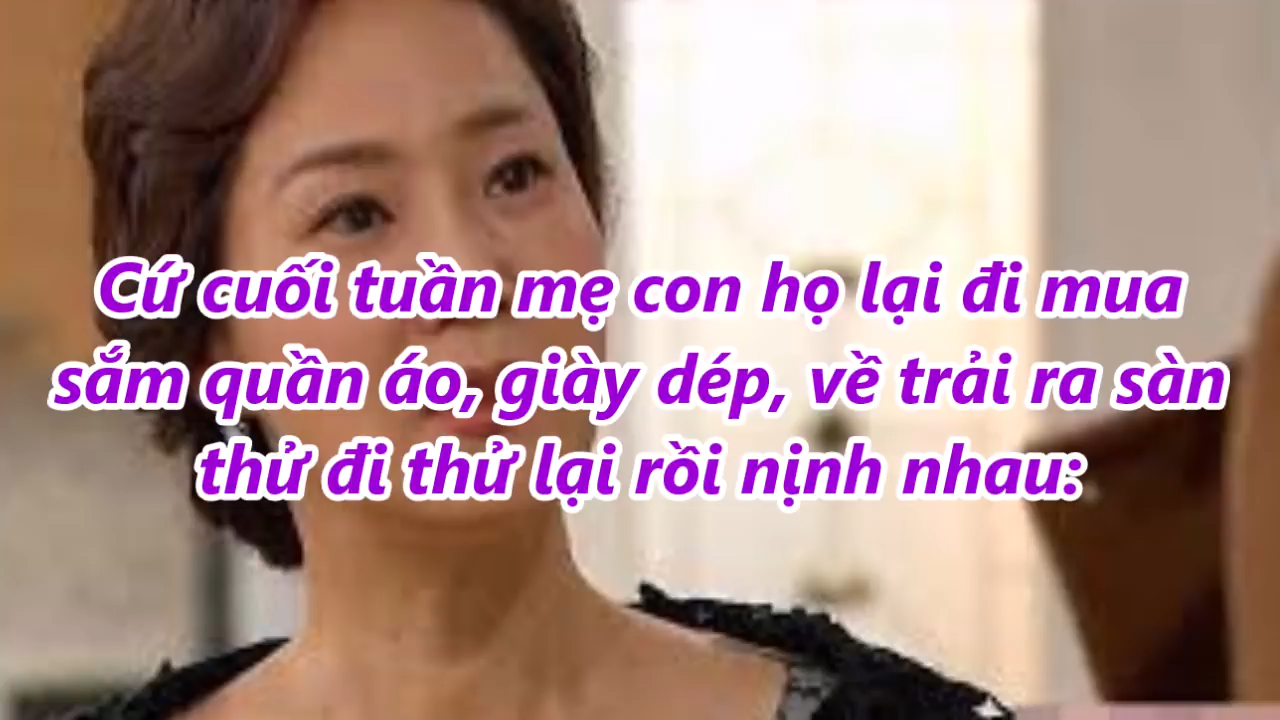 Cứ cuối tuần mẹ con họ lại đi mua
sắm quần áo, giày dép, về trải ra sàn
thử đi thử lại rồi nịnh nhau: